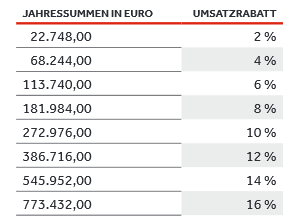 JAHRESSUMMEN IN EURO UMSATZRABATT
22.748,00 2 %
68.244,00 4 %
113.740,00 6 %
181.984,00 8 %
272.976,00 10 %
386.716,00 12 %
545.952,00 14 %
773.432,00 16 %